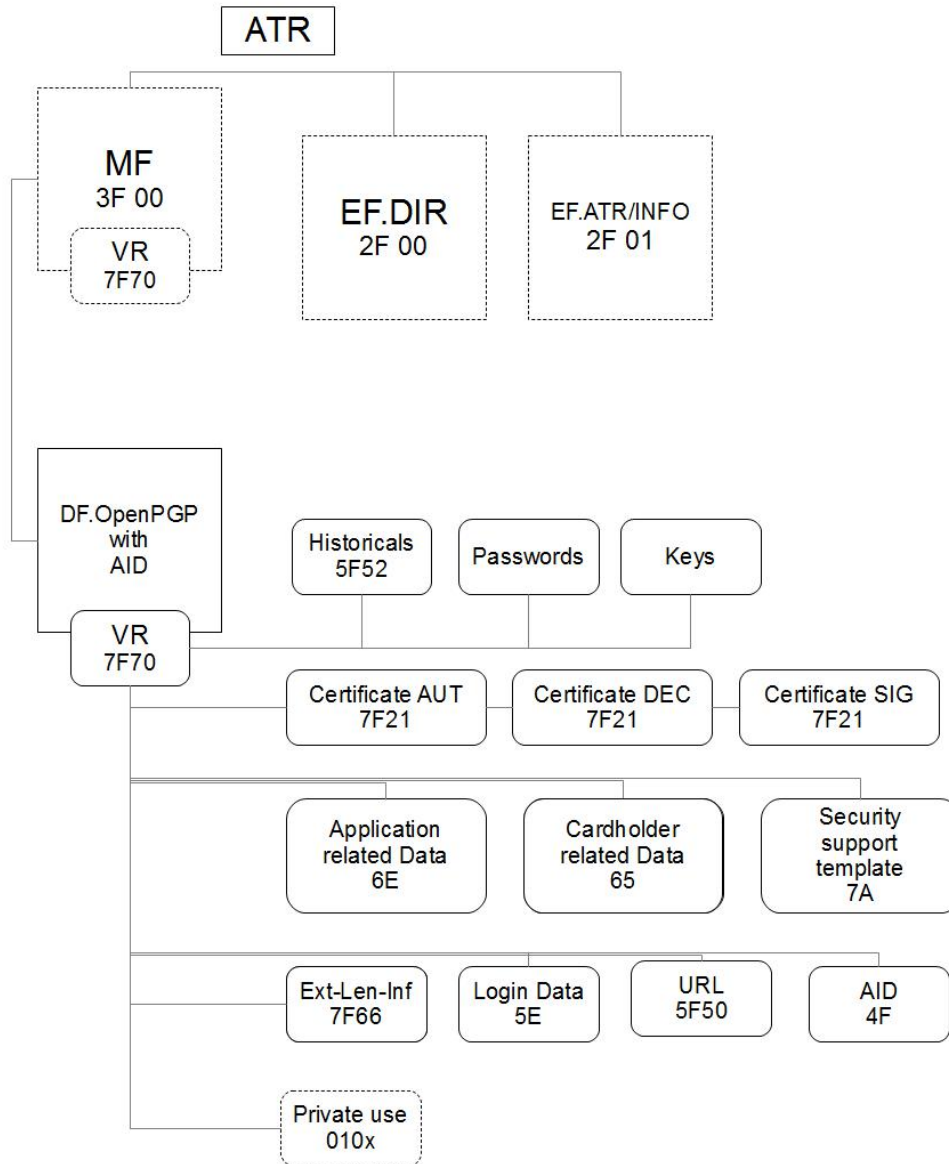 ATR
MF
3F 00
VR
7F70
EF.DIR
2F 00
EF.ATR/INFO
2F 01
DF.OpenPGP
with
AID
VR
7F70
Historicals
5F52
Passwords
Keys
Certificate AUT
7F21
Certificate DEC
7F21
Certificate SIG
7F21
Application
related Data
6E
Cardholder
related Data
65
Security
support
template
7A
Ext-Len-Inf
7F66
Login Data
5E
URL
5F50
AID
4F
Private use
010x